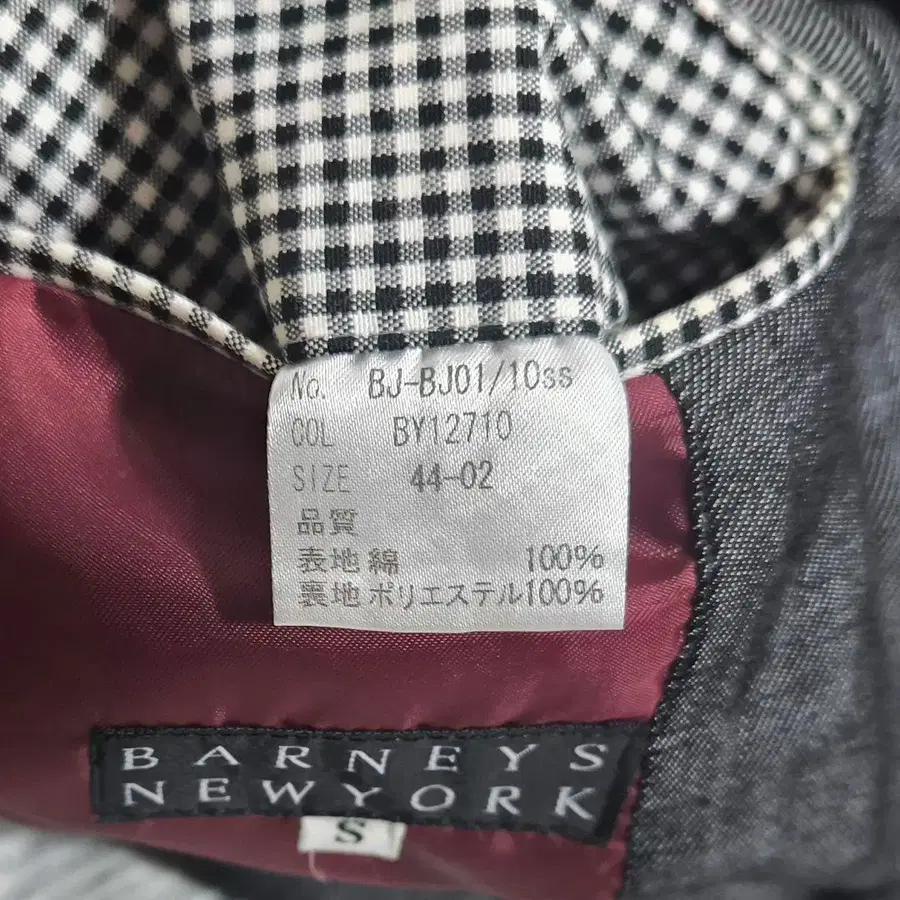 No. BJ-BJ01/10ss
COL BY12710
SIZE 44-02
品質
表地 綿 100%
裏地 ポリエステル100%
BARNEYS
NEWYORK
S